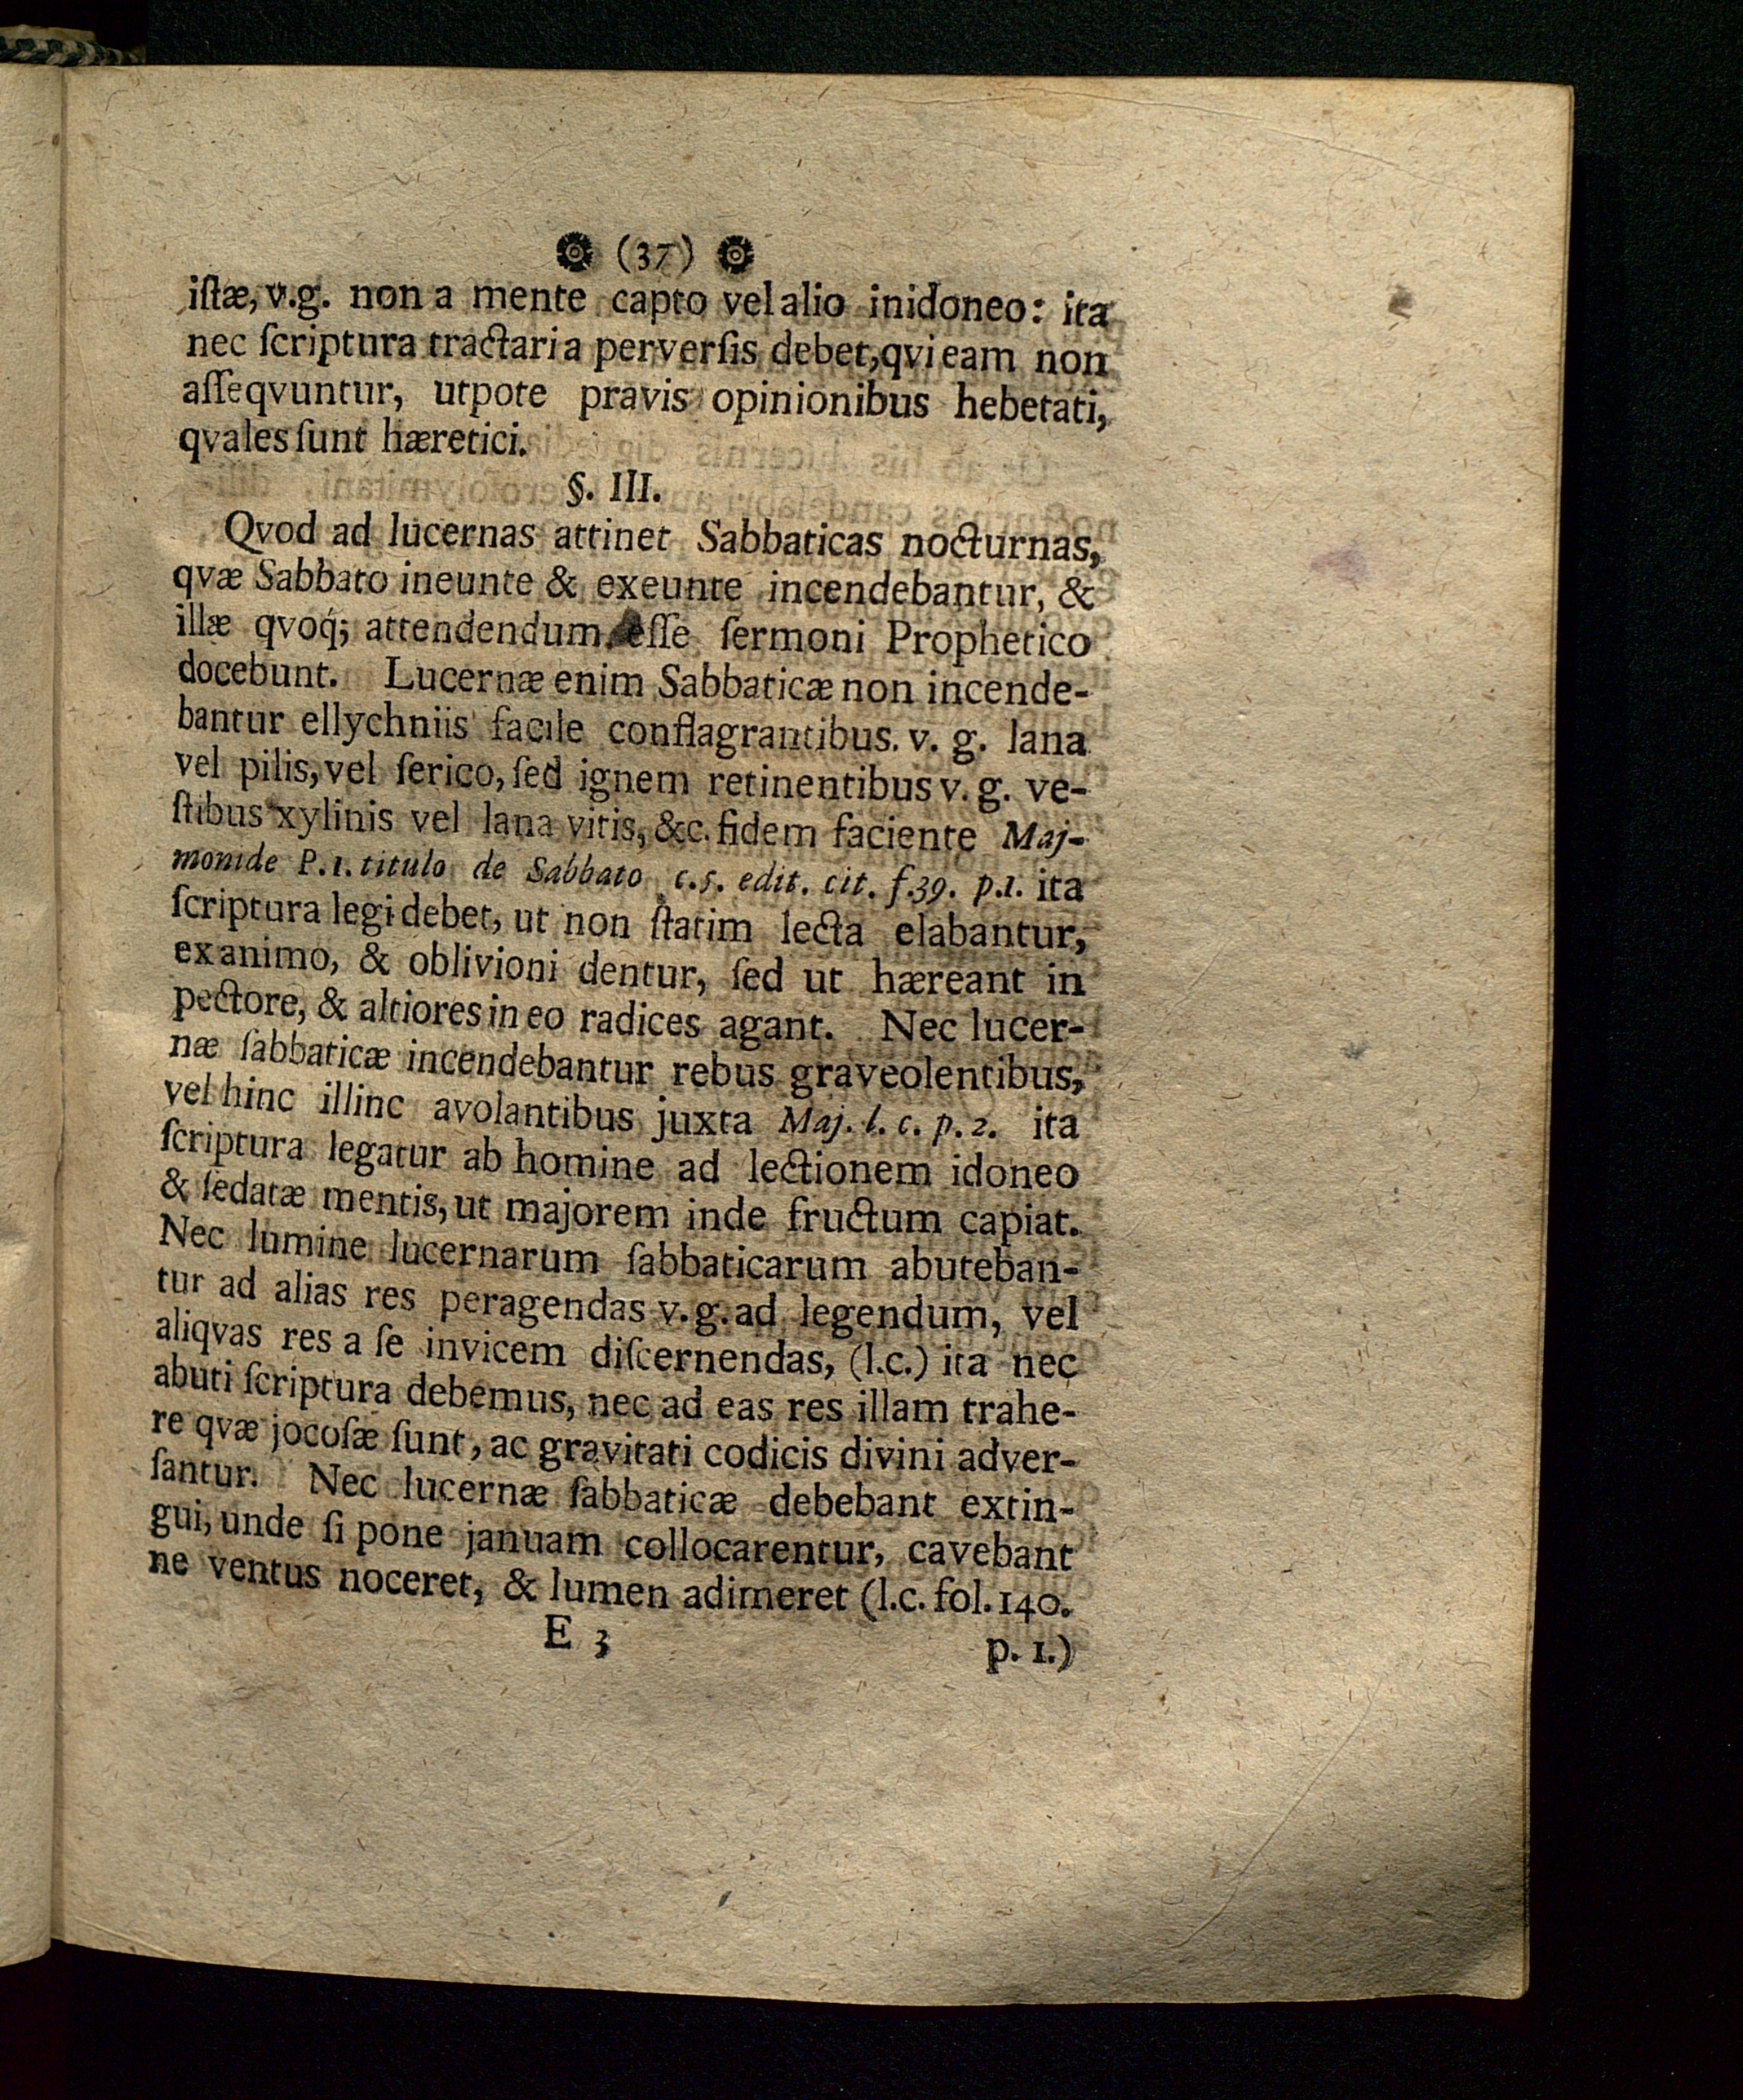 (37)
iſtæ, v.g. non a mente capto vel alio inidoneo: ita
nec ſcriptura tractari a perverſis debet, qvi eam non
aſſeqvuntur, utpote pravis opinionibus hebetati,
qvales ſunt hæretici.
§. III.
Qvod ad lucernas attinet Sabbaticas nocturnas,
qvæ Sabbato ineunte & exeunte incendebantur, &
illæ qvoq́; attendendum eſſe ſermoni Prophetico
docebunt. Lucernæ enim Sabbaticæ non incende-
bantur ellychniis facile conflagrantibus. v. g. lana
vel pilis, vel ſerico, ſed ignem retinentibus v. g. ve-
ſtibus xylinis vel lana vitis, &c. fidem faciente Maj-
monide P. 1. titulo de Sabbato c. 5. edit. cit. f. 39. p. 1. ita
ſcriptura legi debet, ut non ſtatim lecta elabantur,
ex animo, & oblivioni dentur, ſed ut hæreant in
pectore, & altiores in eo radices agant. Nec lucer-
næ ſabbaticæ incendebantur rebus graveolentibus,
vel hinc illinc avolantibus juxta Maj. l. c. p. 2. ita
ſcriptura legatur ab homine ad lectionem idoneo
& ſedatæ mentis, ut majorem inde fructum capiat.
Nec lumine lucernarum ſabbaticarum abuteban-
tur ad alias res peragendas v. g. ad legendum, vel
aliqvas res a ſe invicem diſcernendas, (l.c.) ita nec
abuti ſcriptura debemus, nec ad eas res illam trahe-
re qvæ jocoſæ ſunt, ac gravitati codicis divini adver-
ſantur. Nec lucernæ ſabbaticæ debebant extin-
gui, unde ſi pone januam collocarentur, cavebant
ne ventus noceret, & lumen adimeret (l.c. fol. 140.
E 3 p. 1.)